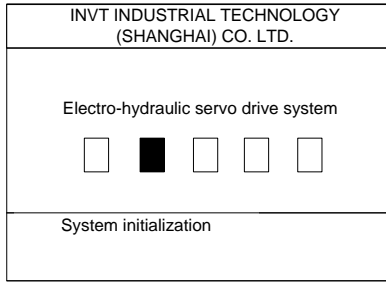 INVT INDUSTRIAL TECHNOLOGY
(SHANGHAI) CO. LTD.
Electro-hydraulic servo drive system
System initialization